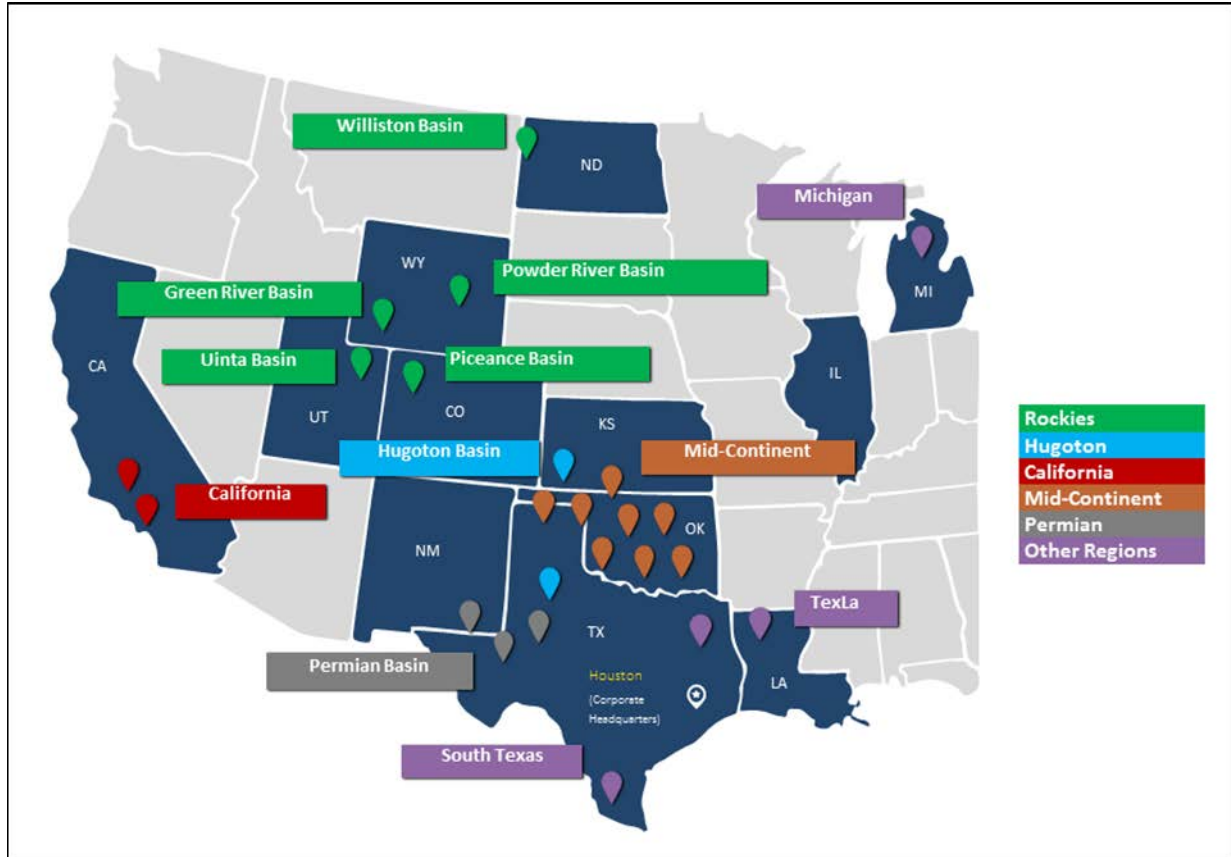 Williston Basin
ND
Michigan
WY
Powder River Basin
Green River Basin
MI
CA
Uinta Basin
Piceance Basin
IL
UT
CO
KS
Rockies
Hugoton
California
Mid-Continent
Permian
Other Regions
Hugoton Basin
Mid-Continent
California
NM
OK
TexLa
TX
Permian Basin
Houston
(Corporate
Headquarters)
LA
South Texas